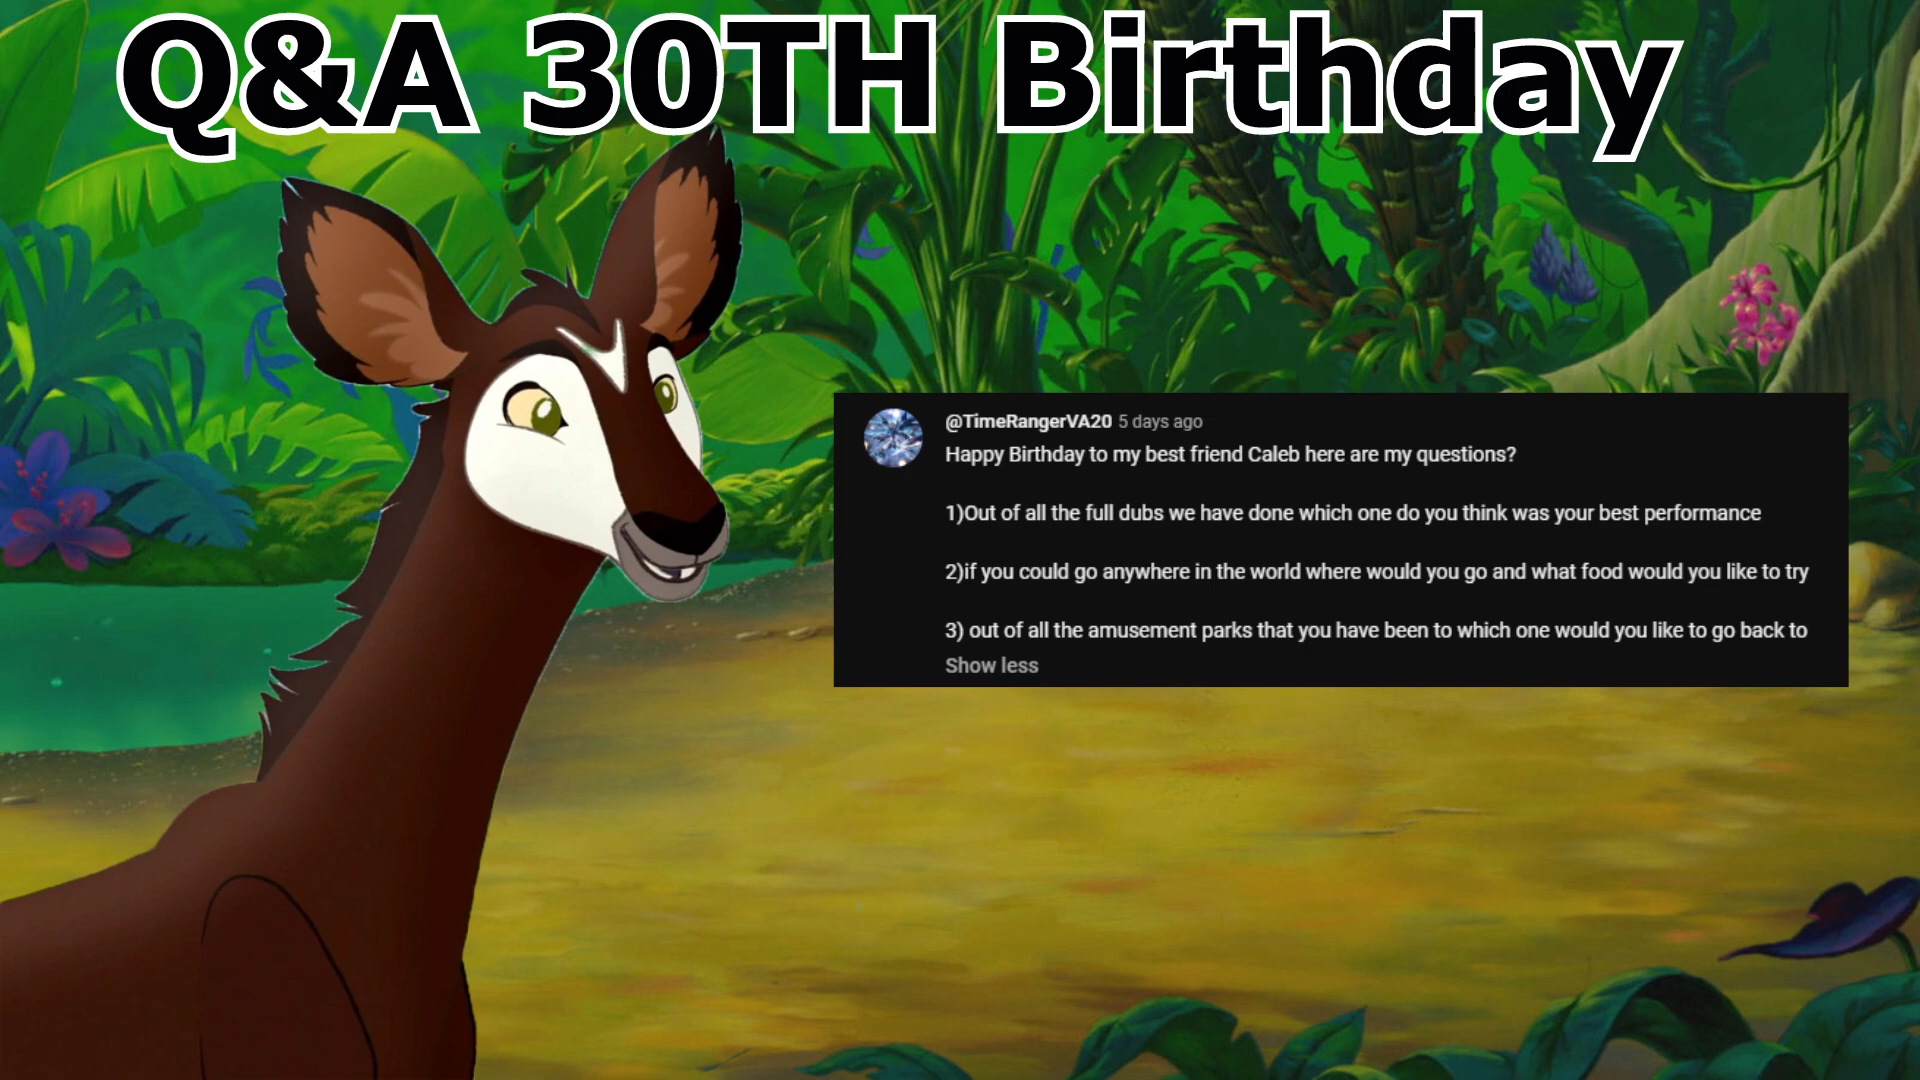 Q&A 30TH Birthday
@TimeRangerVA20 5 days ago
Happy Birthday to my best friend Caleb here are my questions?
1)Out of all the full dubs we have done which one do you think was your best performance
2)if you could go anywhere in the world where would you go and what food would you like to try
3) out of all the amusement parks that you have been to which one would you like to go back to
Show less